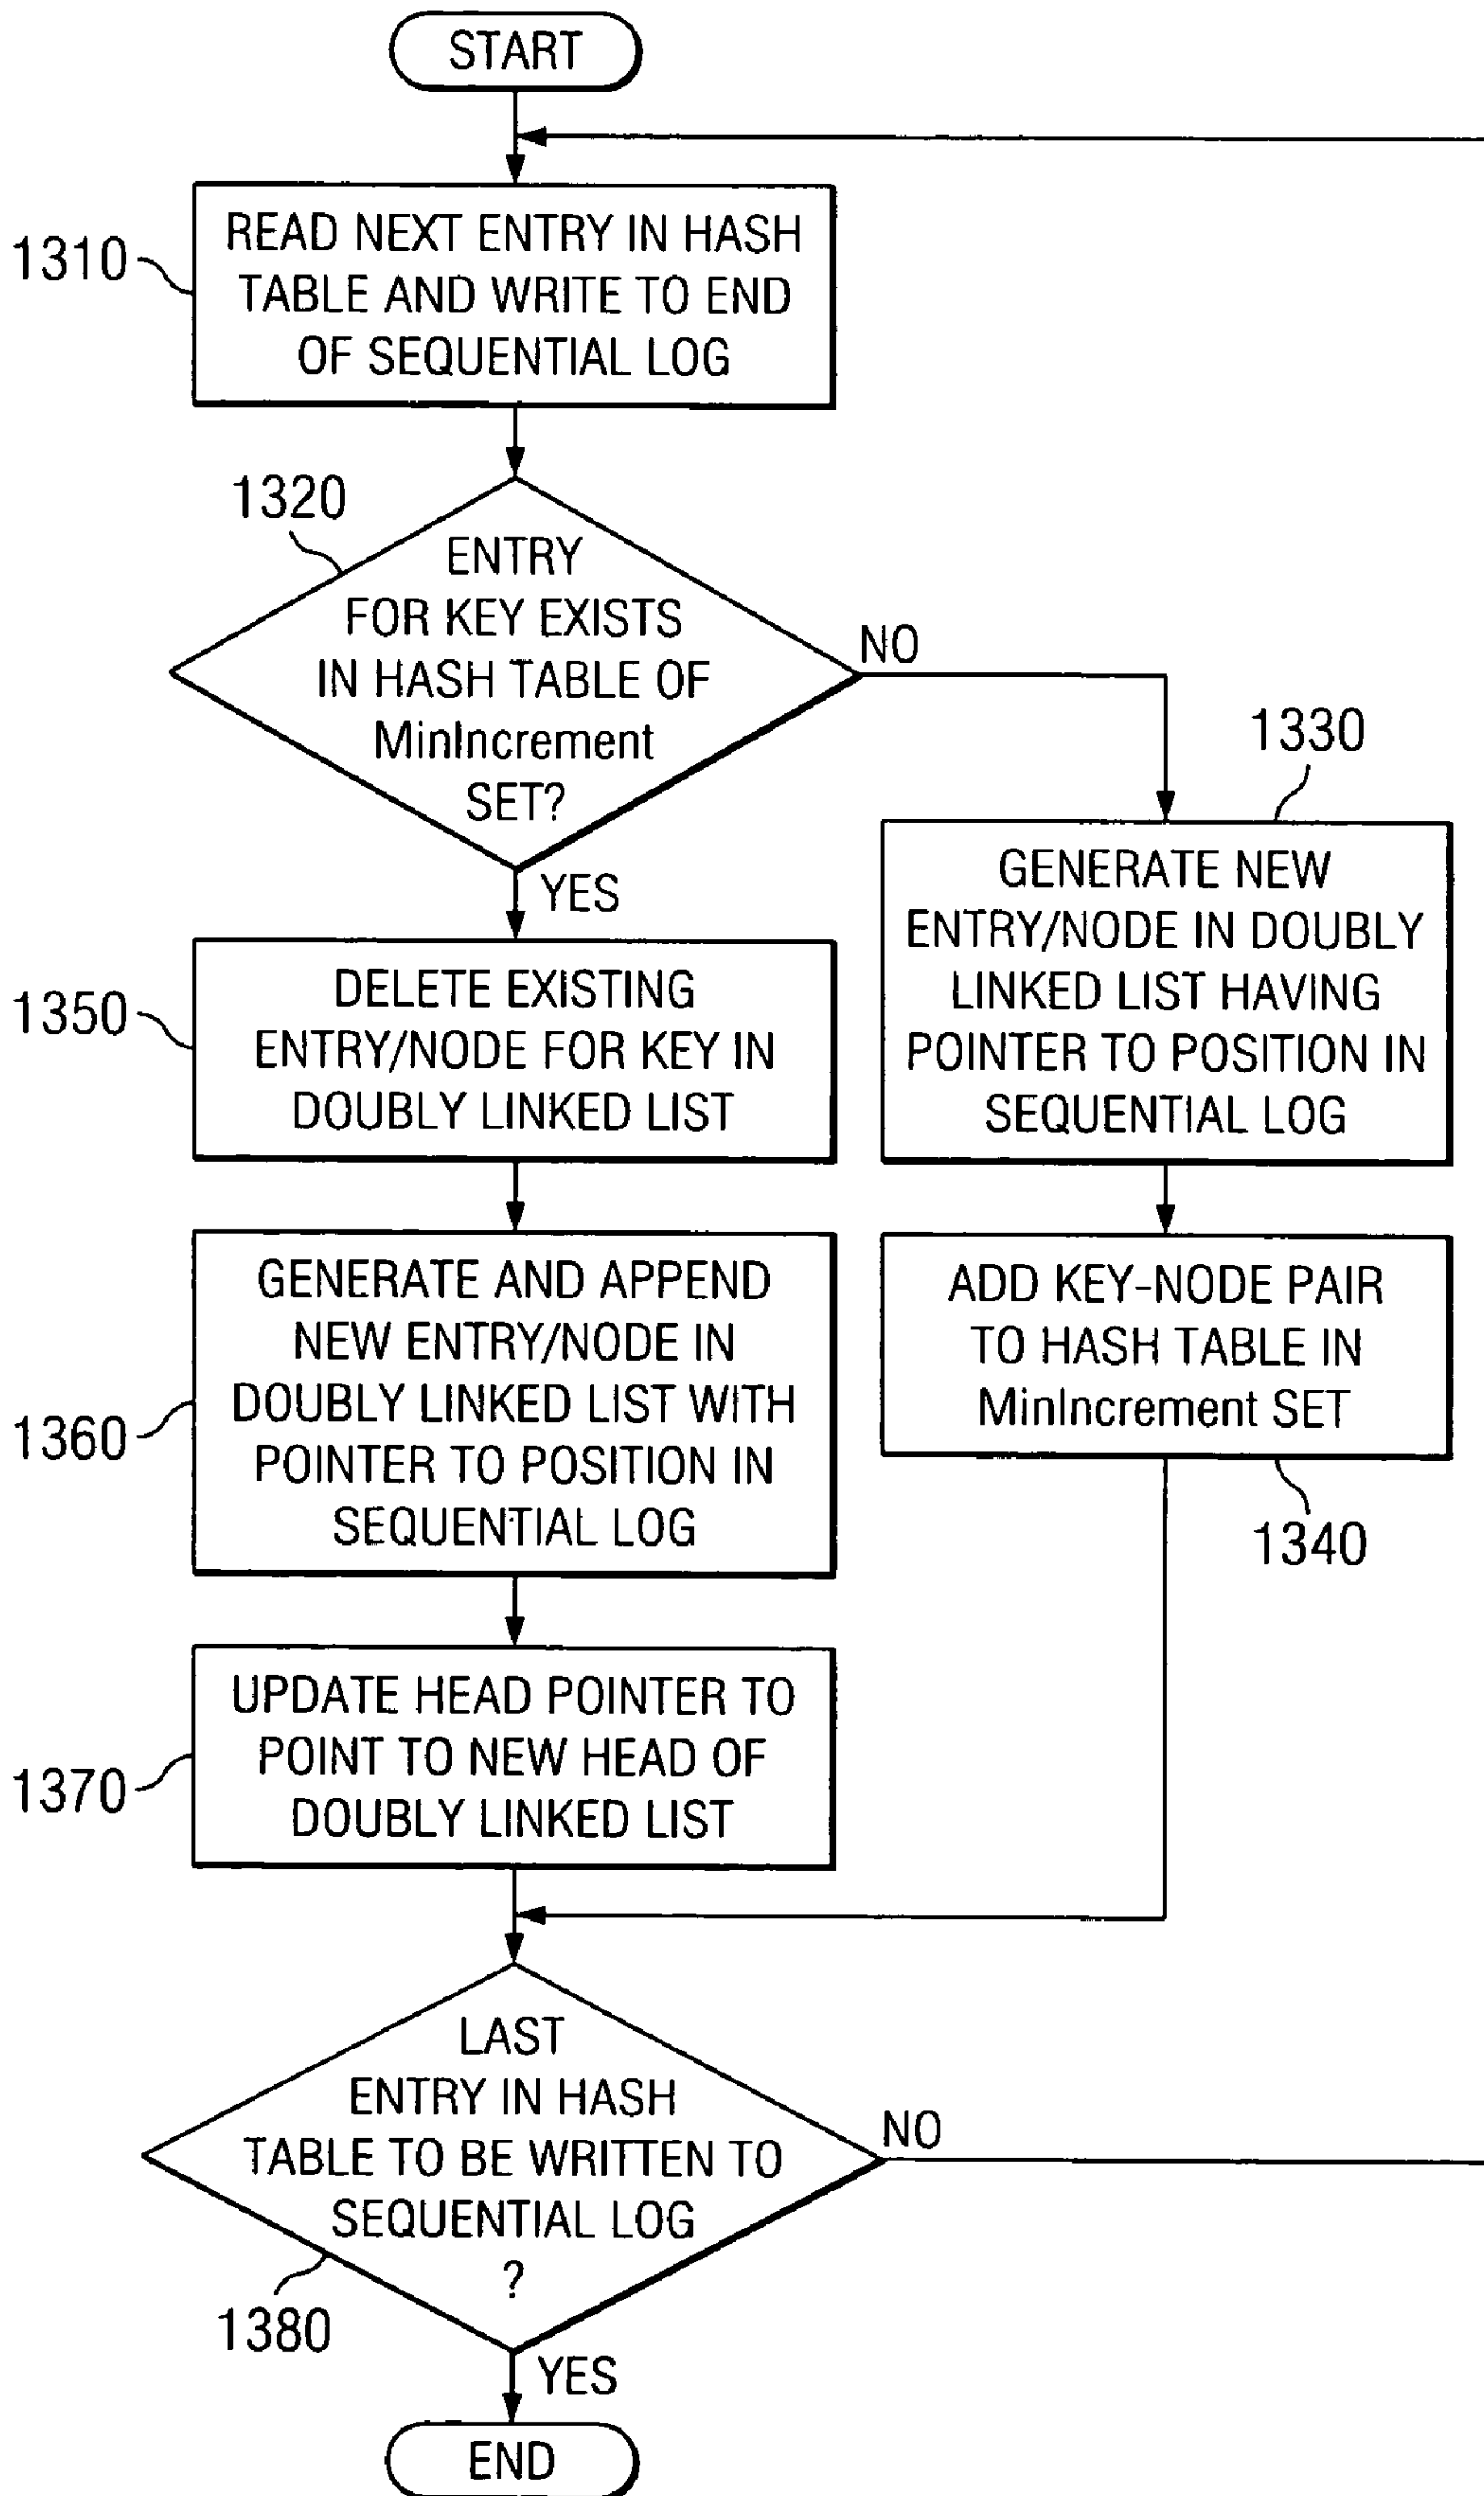 START
1310
READ NEXT ENTRY IN HASH
TABLE AND WRITE TO END
OF SEQUENTIAL LOG
1320
ENTRY
FOR KEY EXISTS
IN HASH TABLE OF
MinIncrement
SET?
NO
YES
1330
GENERATE NEW
ENTRY/NODE IN DOUBLY
LINKED LIST HAVING
POINTER TO POSITION IN
SEQUENTIAL LOG
1350
DELETE EXISTING
ENTRY/NODE FOR KEY IN
DOUBLY LINKED LIST
ADD KEY-NODE PAIR
TO HASH TABLE IN
MinIncrement SET
1340
1360
GENERATE AND APPEND
NEW ENTRY/NODE IN
DOUBLY LINKED LIST WITH
POINTER TO POSITION IN
SEQUENTIAL LOG
1370
UPDATE HEAD POINTER TO
POINT TO NEW HEAD OF
DOUBLY LINKED LIST
LAST
ENTRY IN HASH
TABLE TO BE WRITTEN TO
SEQUENTIAL LOG
?
NO
1380
YES
END